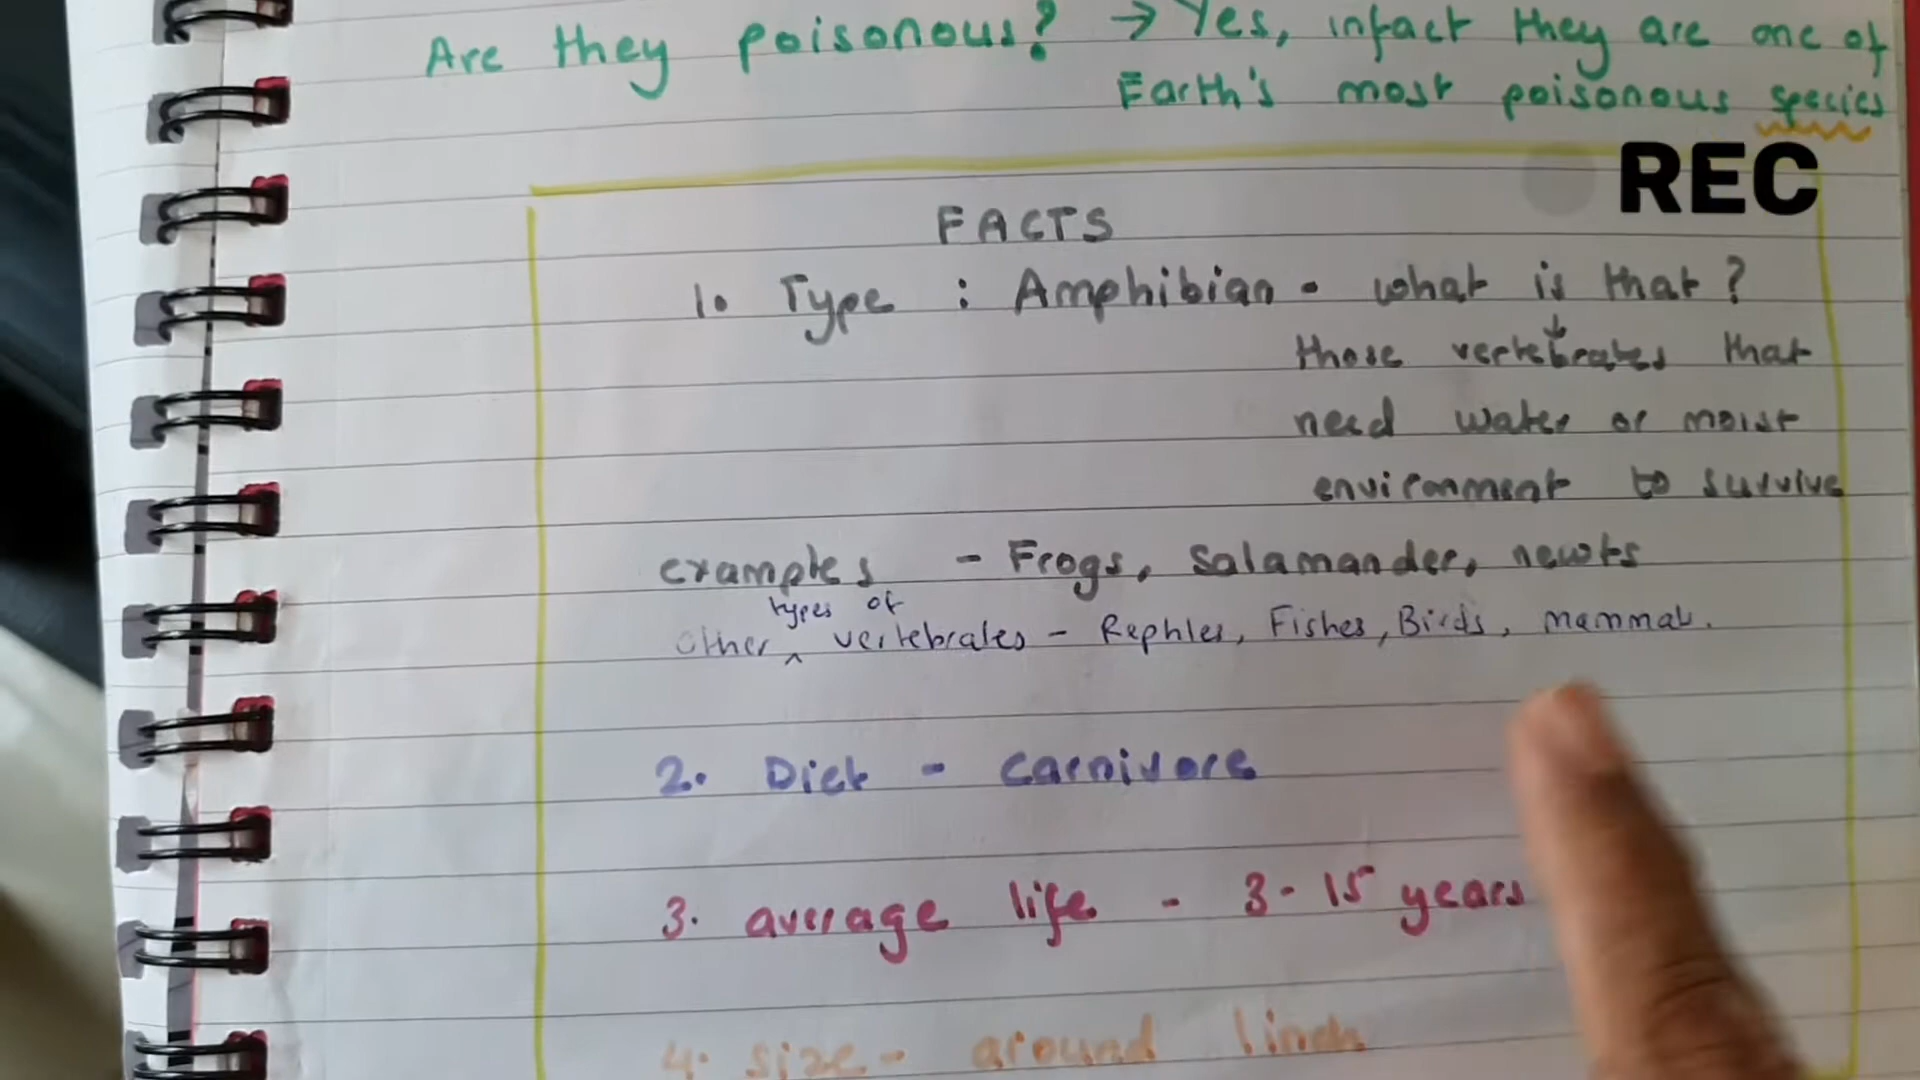 Are they poisonous? → Yes, infact they are one of
Earth's most poisonous species
REC
FACTS
1. Type : Amphibian - what is that?
↓
those vertebrates that
need water or moist
environment to survive
examples - Frogs, Salamander, newts
types of
other ^ vertebrates - Reptiles, Fishes, Birds, mammals.
2. Diet - carnivore
3. average life - 3-15 years
4. size - around 1inch